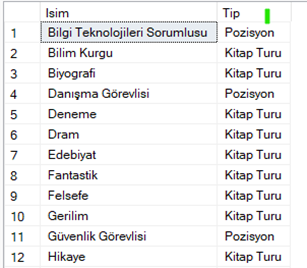 Isim Tip
1 Bilgi Teknolojileri Sorumlusu Pozisyon
2 Bilim Kurgu Kitap Turu
3 Biyografi Kitap Turu
4 Danışma Görevlisi Pozisyon
5 Deneme Kitap Turu
6 Dram Kitap Turu
7 Edebiyat Kitap Turu
8 Fantastik Kitap Turu
9 Felsefe Kitap Turu
10 Gerilim Kitap Turu
11 Güvenlik Görevlisi Pozisyon
12 Hikaye Kitap Turu